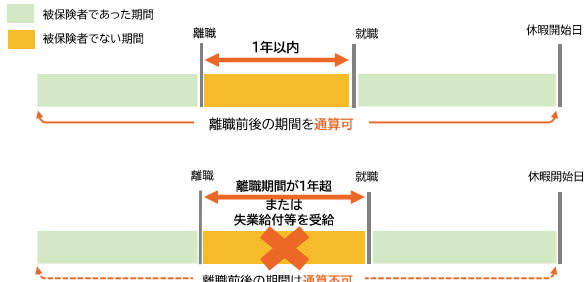 被保険者であった期間
被保険者でない期間
離職
就職
休暇開始日
1年以内
離職前後の期間を通算可
離職
就職
休暇開始日
離職期間が1年超
または
失業給付等を受給
離職前後の期間は通算不可